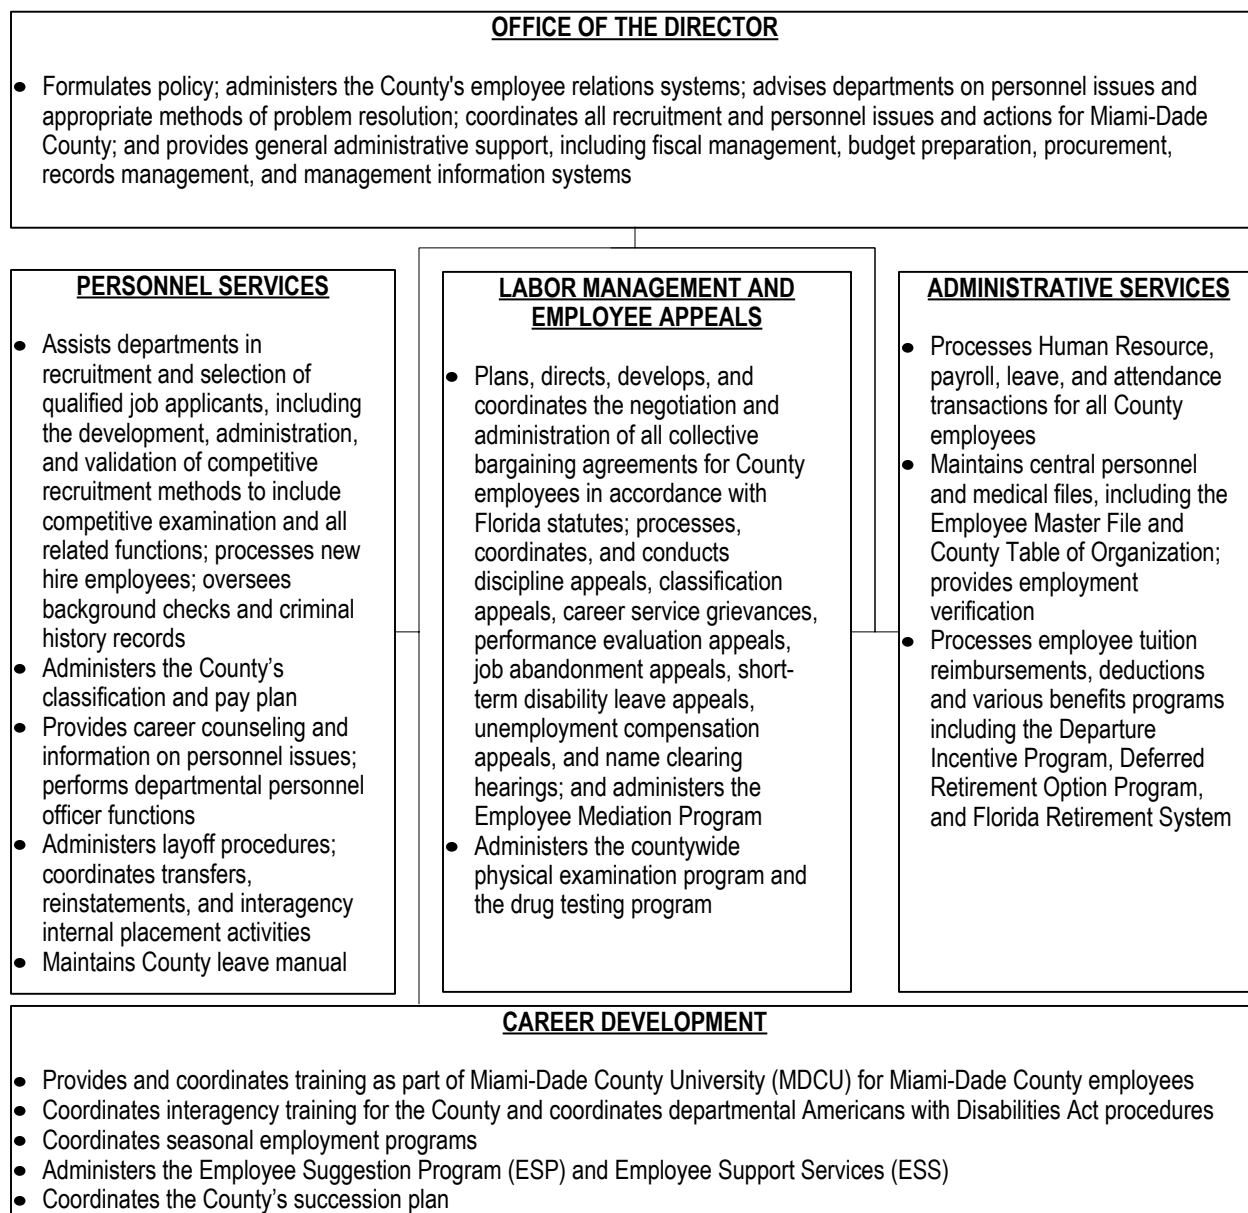 OFFICE OF THE DIRECTOR
• Formulates policy; administers the County's employee relations systems; advises departments on personnel issues and
appropriate methods of problem resolution; coordinates all recruitment and personnel issues and actions for Miami-Dade
County; and provides general administrative support, including fiscal management, budget preparation, procurement,
records management, and management information systems
PERSONNEL SERVICES
• Assists departments in
recruitment and selection of
qualified job applicants, including
the development, administration,
and validation of competitive
recruitment methods to include
competitive examination and all
related functions; processes new
hire employees; oversees
background checks and criminal
history records
• Administers the County’s
classification and pay plan
• Provides career counseling and
information on personnel issues;
performs departmental personnel
officer functions
• Administers layoff procedures;
coordinates transfers,
reinstatements, and interagency
internal placement activities
• Maintains County leave manual
LABOR MANAGEMENT AND
EMPLOYEE APPEALS
• Plans, directs, develops, and
coordinates the negotiation and
administration of all collective
bargaining agreements for County
employees in accordance with
Florida statutes; processes,
coordinates, and conducts
discipline appeals, classification
appeals, career service grievances,
performance evaluation appeals,
job abandonment appeals, short-
term disability leave appeals,
unemployment compensation
appeals, and name clearing
hearings; and administers the
Employee Mediation Program
• Administers the countywide
physical examination program and
the drug testing program
ADMINISTRATIVE SERVICES
• Processes Human Resource,
payroll, leave, and attendance
transactions for all County
employees
• Maintains central personnel
and medical files, including the
Employee Master File and
County Table of Organization;
provides employment
verification
• Processes employee tuition
reimbursements, deductions
and various benefits programs
including the Departure
Incentive Program, Deferred
Retirement Option Program,
and Florida Retirement System
CAREER DEVELOPMENT
• Provides and coordinates training as part of Miami-Dade County University (MDCU) for Miami-Dade County employees
• Coordinates interagency training for the County and coordinates departmental Americans with Disabilities Act procedures
• Coordinates seasonal employment programs
• Administers the Employee Suggestion Program (ESP) and Employee Support Services (ESS)
• Coordinates the County’s succession plan